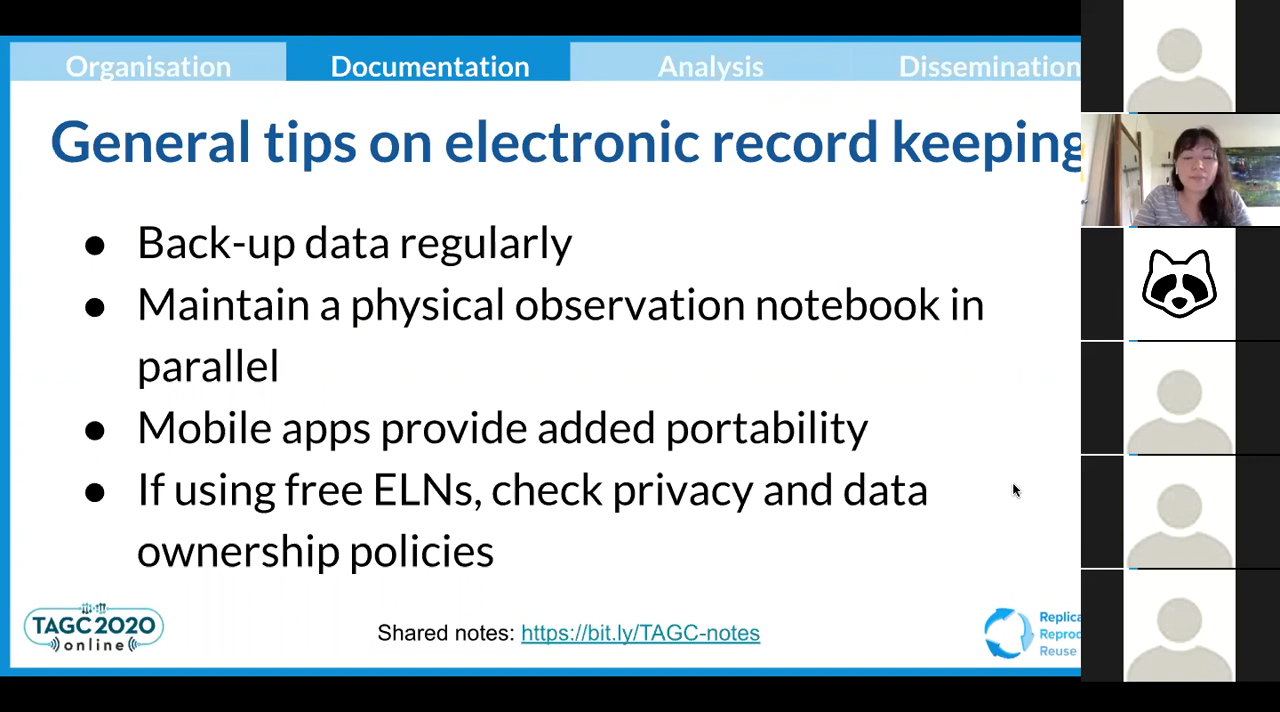 Organisation Documentation Analysis Dissemination
General tips on electronic record keeping
● Back-up data regularly
● Maintain a physical observation notebook in
parallel
● Mobile apps provide added portability
● If using free ELNs, check privacy and data
ownership policies
TAGC 2020
online
Shared notes: https://bit.ly/TAGC-notes
Replica
Reprod
Reuse